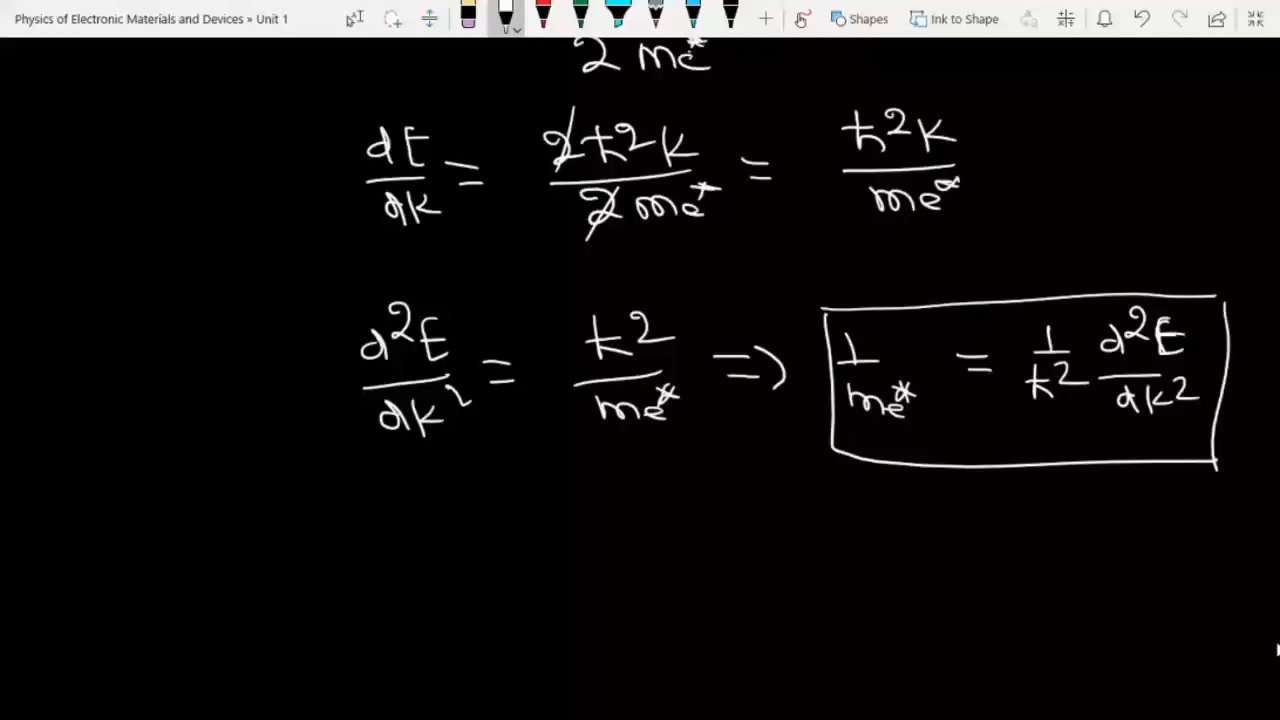 Physics of Electronic Materials and Devices » Unit 1
Shapes
Ink to Shape
2 me*
dE/dk = 2ħ²k/2me* = ħ²k/me*
d²E/dk² = ħ²/me* ⇒ 1/me* = 1/ħ² d²E/dk²